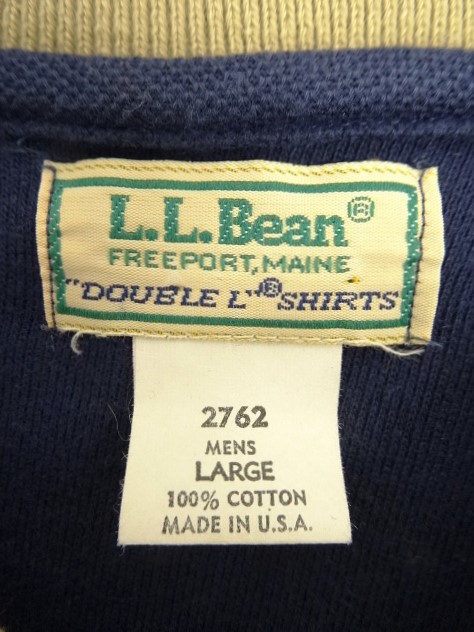 L.L.Bean®
FREEPORT, MAINE
"DOUBLE L"® SHIRTS
2762
MENS
LARGE
100% COTTON
MADE IN U.S.A.